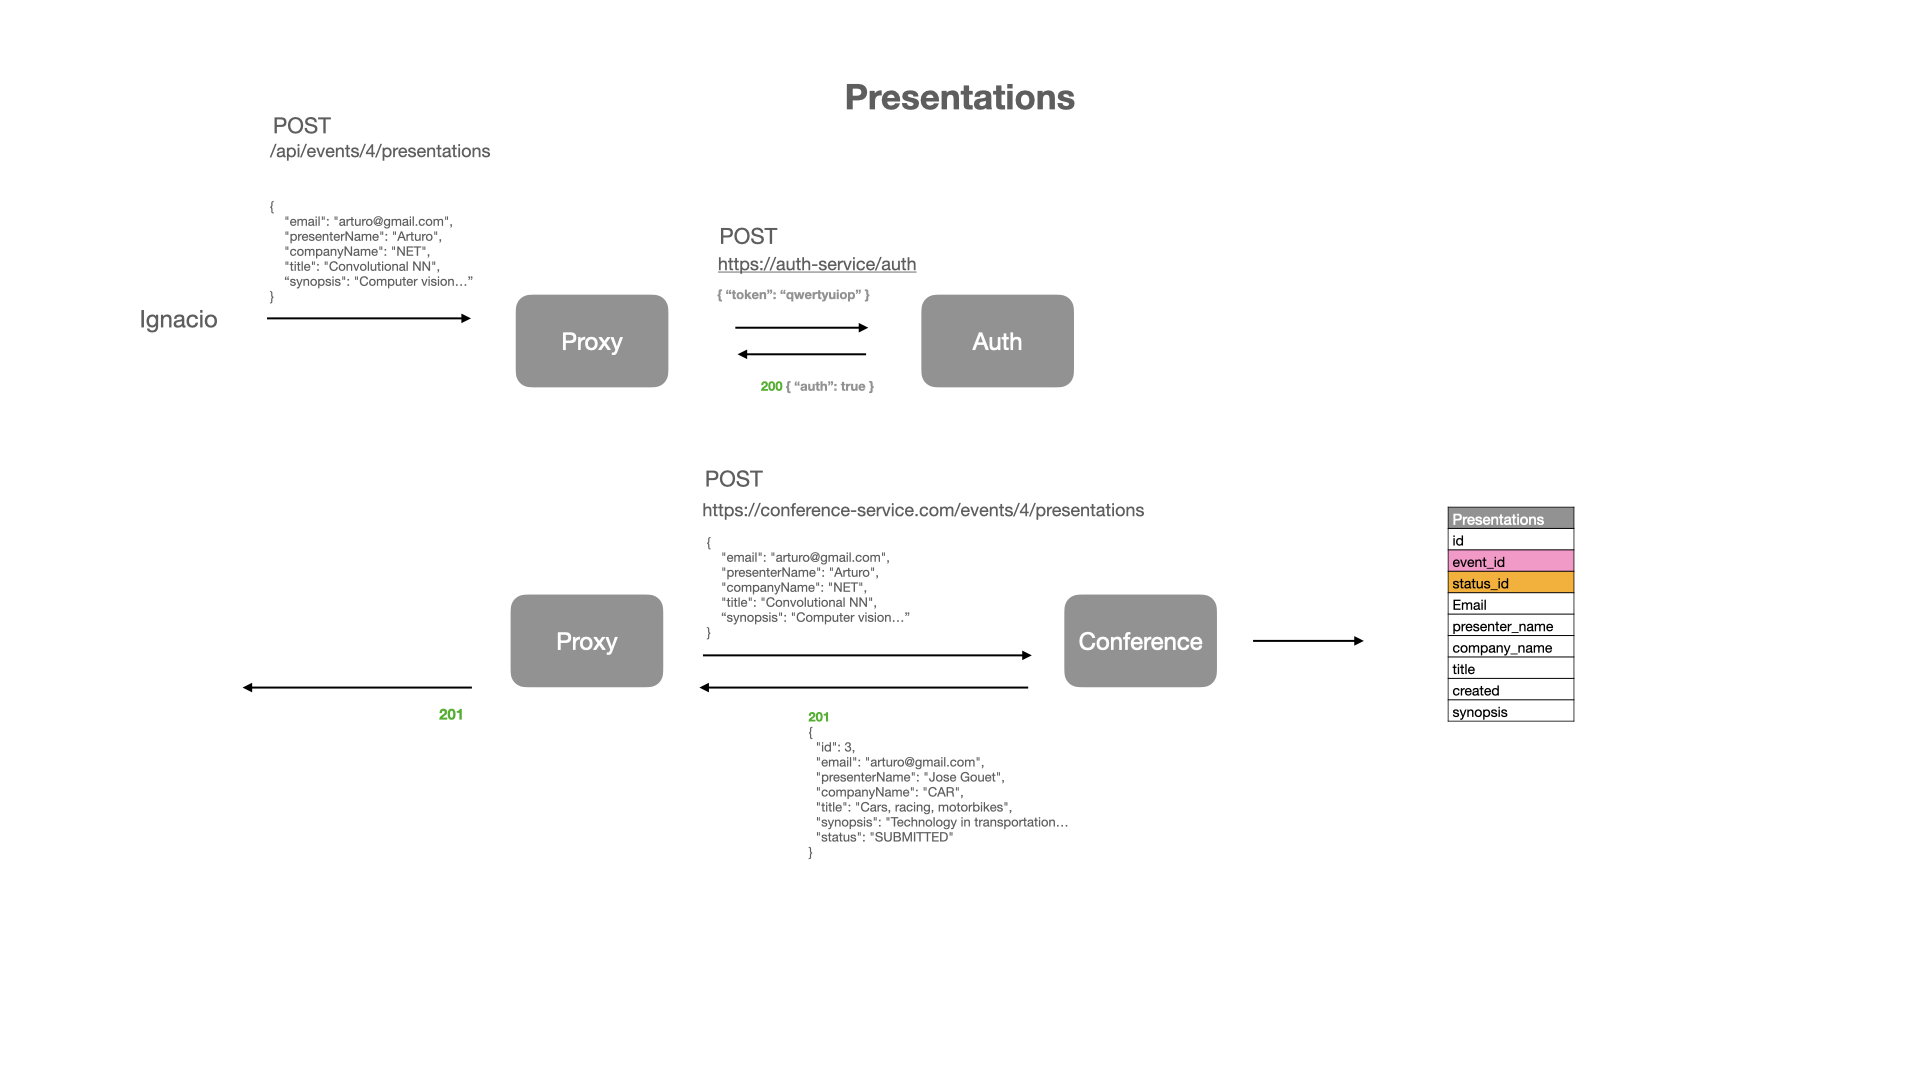 Presentations
POST
/api/events/4/presentations
{
"email": "arturo@gmail.com",
"presenterName": "Arturo",
"companyName": "NET",
"title": "Convolutional NN",
“synopsis": "Computer vision…”
}
Ignacio
Proxy
POST
https://auth-service/auth
{ “token”: “qwertyuiop” }
200 { “auth”: true }
Auth
POST
https://conference-service.com/events/4/presentations
{
"email": "arturo@gmail.com",
"presenterName": "Arturo",
"companyName": "NET",
"title": "Convolutional NN",
“synopsis": "Computer vision…”
}
Proxy
Conference
201
201
{
"id": 3,
"email": "arturo@gmail.com",
"presenterName": "Jose Gouet",
"companyName": "CAR",
"title": "Cars, racing, motorbikes",
"synopsis": "Technology in transportation…
"status": "SUBMITTED"
}
Presentations
id
event_id
status_id
Email
presenter_name
company_name
title
created
synopsis